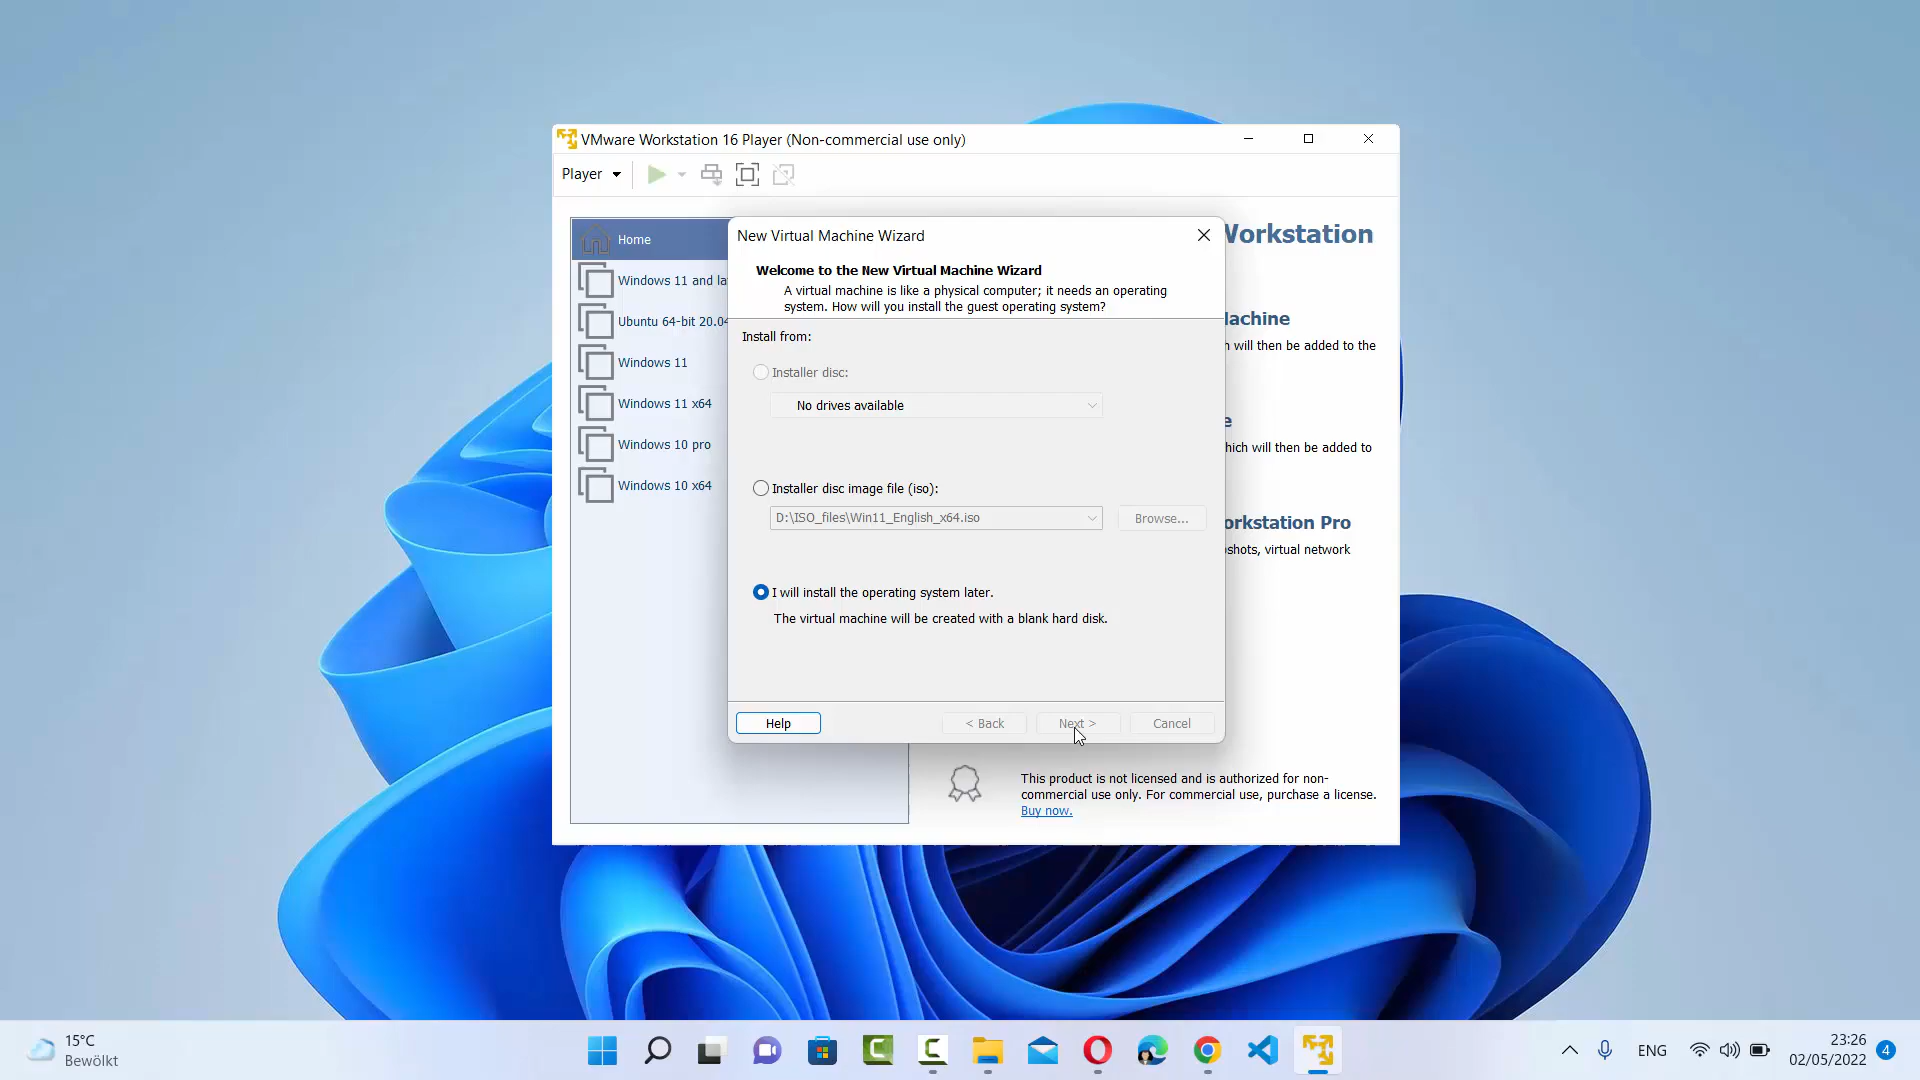 VMware Workstation 16 Player (Non-commercial use only)
Player
Home
Windows 11 and la
Ubuntu 64-bit 20.04
Windows 11
Windows 11 x64
Windows 10 pro
Windows 10 x64
New Virtual Machine Wizard
Welcome to the New Virtual Machine Wizard
A virtual machine is like a physical computer; it needs an operating
system. How will you install the guest operating system?
Install from:
Installer disc:
No drives available
Installer disc image file (iso):
D:\ISO_files\Win11_English_x64.iso
Browse...
I will install the operating system later.
The virtual machine will be created with a blank hard disk.
Help
< Back
Next >
Cancel
Workstation
achine
will then be added to the
e
hich will then be added to
orkstation Pro
shots, virtual network
This product is not licensed and is authorized for non-
commercial use only. For commercial use, purchase a license.
Buy now.
15°C
Bewölkt
ENG
23:26
02/05/2022
4